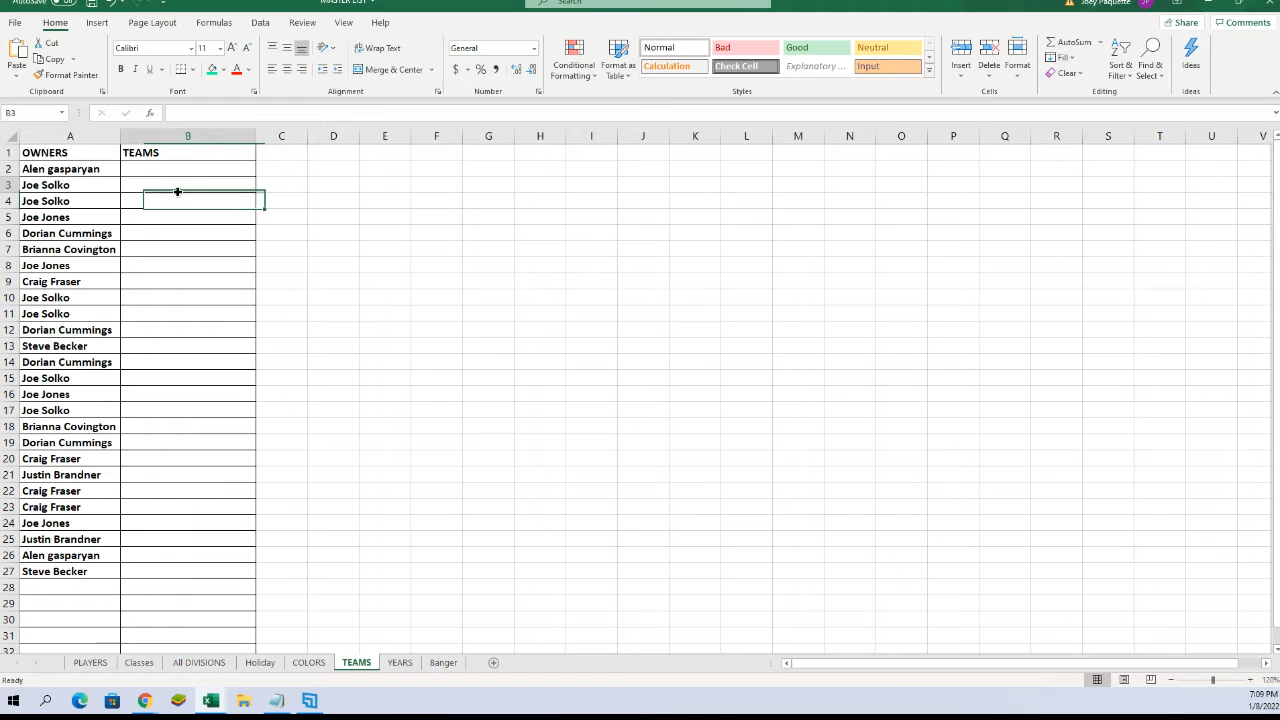 AutoSave Off MASTER LIST Search Joey Paquette JP
File Home Insert Page Layout Formulas Data Review View Help Share Comments
Cut Calibri 11 Wrap Text General Normal Bad Good Neutral AutoSum
Paste Copy Fill
Format Painter Merge & Center Conditional Formatting Format as Table Calculation Check Cell Explanatory ... Input Insert Delete Format Clear Sort & Filter Find & Select Ideas
Clipboard Font Alignment Number Styles Cells Editing Ideas
B3 fx
A B C D E F G H I J K L M N O P Q R S T U V
1 OWNERS TEAMS
2 Alen gasparyan
3 Joe Solko
4 Joe Solko
5 Joe Jones
6 Dorian Cummings
7 Brianna Covington
8 Joe Jones
9 Craig Fraser
10 Joe Solko
11 Joe Solko
12 Dorian Cummings
13 Steve Becker
14 Dorian Cummings
15 Joe Solko
16 Joe Jones
17 Joe Solko
18 Brianna Covington
19 Dorian Cummings
20 Craig Fraser
21 Justin Brandner
22 Craig Fraser
23 Craig Fraser
24 Joe Jones
25 Justin Brandner
26 Alen gasparyan
27 Steve Becker
28
29
30
31
32
PLAYERS Classes All DIVISIONS Holiday COLORS TEAMS YEARS Banger
Ready 120%
7:09 PM
1/8/2022